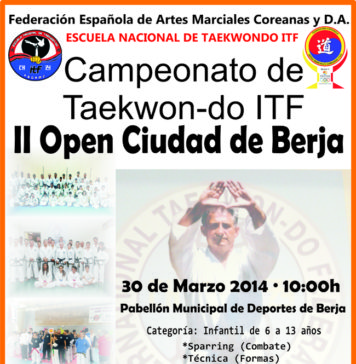 Federación Española de Artes Marciales Coreanas y D.A.
ESCUELA NACIONAL DE TAEKWONDO ITF
Campeonato de
Taekwon-do ITF
II Open Ciudad de Berja
30 de Marzo 2014 • 10:00h
Pabellón Municipal de Deportes de Berja
Categoría: Infantil de 6 a 13 años
*Sparring (Combate)
*Técnica (Formas)